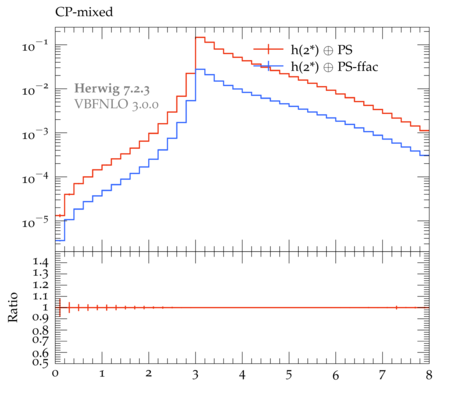 CP-mixed
h(2*) ⊕ PS
h(2*) ⊕ PS-ffac
Herwig 7.2.3
VBFNLO 3.0.0
10⁻¹
10⁻²
10⁻³
10⁻⁴
10⁻⁵
Ratio
1.4
1.3
1.2
1.1
1
0.9
0.8
0.7
0.6
0.5
0 1 2 3 4 5 6 7 8